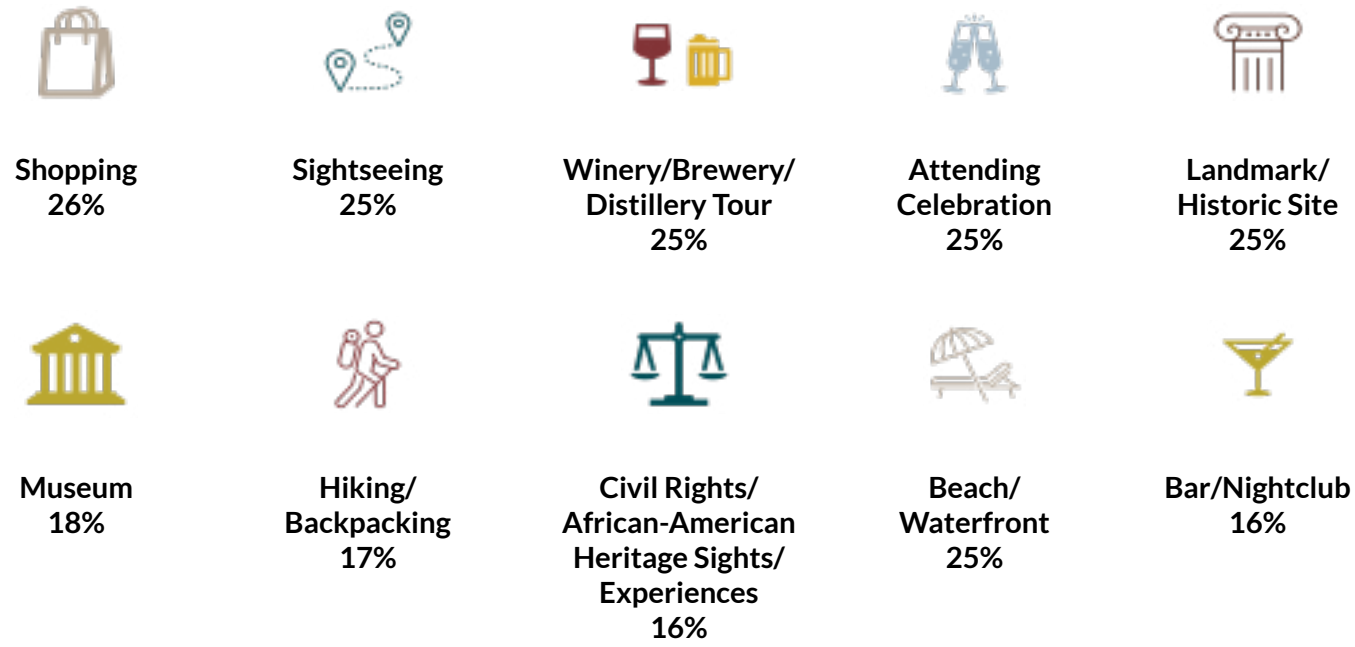 Shopping
26%
Sightseeing
25%
Winery/Brewery/
Distillery Tour
25%
Attending
Celebration
25%
Landmark/
Historic Site
25%
Museum
18%
Hiking/
Backpacking
17%
Civil Rights/
African-American
Heritage Sights/
Experiences
16%
Beach/
Waterfront
25%
Bar/Nightclub
16%